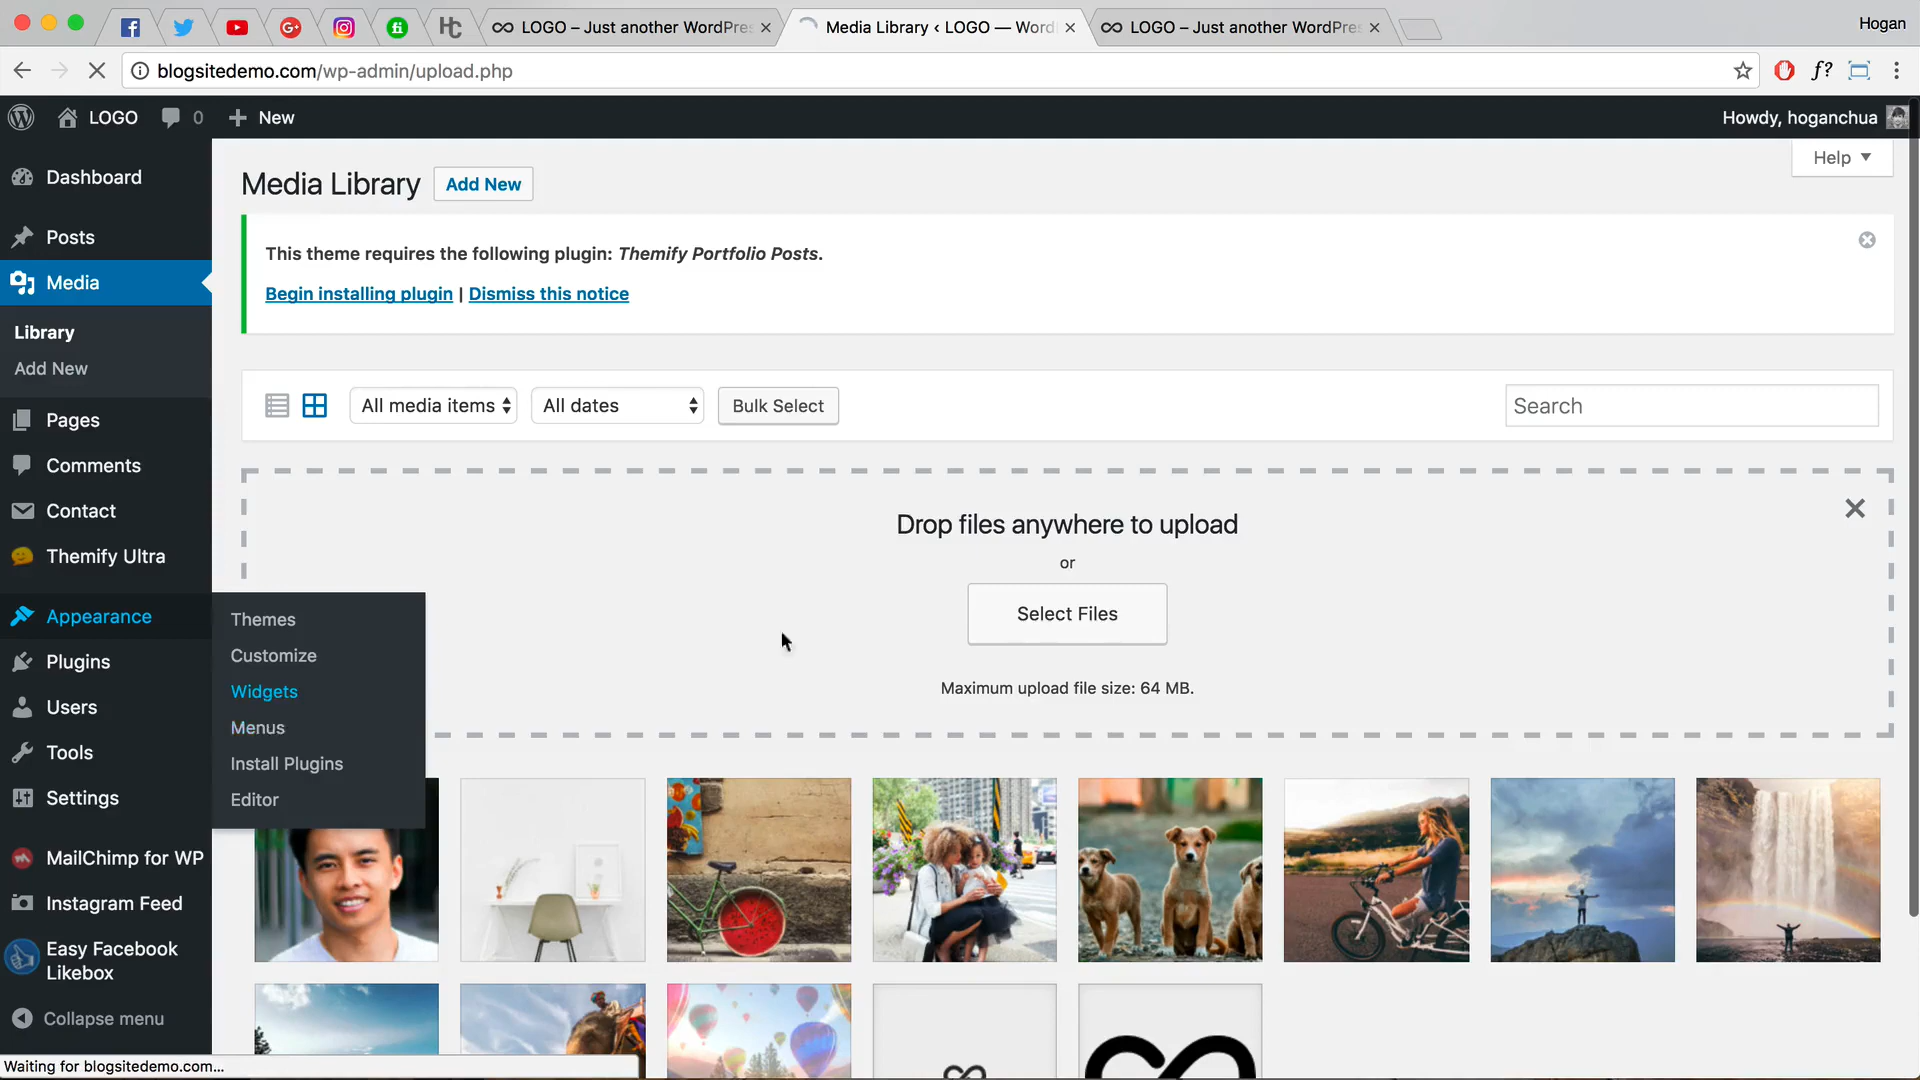 LOGO – Just another WordPres
Media Library ‹ LOGO — Word
LOGO – Just another WordPres
Hogan
blogsitedemo.com/wp-admin/upload.php
f?
LOGO
0
New
Howdy, hoganchua
Dashboard
Posts
Media
Library
Add New
Pages
Comments
Contact
Themify Ultra
Appearance
Plugins
Users
Tools
Settings
MailChimp for WP
Instagram Feed
Easy Facebook
Likebox
Collapse menu
Themes
Customize
Widgets
Menus
Install Plugins
Editor
Help
Media Library
Add New
This theme requires the following plugin: Themify Portfolio Posts.
Begin installing plugin | Dismiss this notice
All media items
All dates
Bulk Select
Search
Drop files anywhere to upload
or
Select Files
Maximum upload file size: 64 MB.
Waiting for blogsitedemo.com...